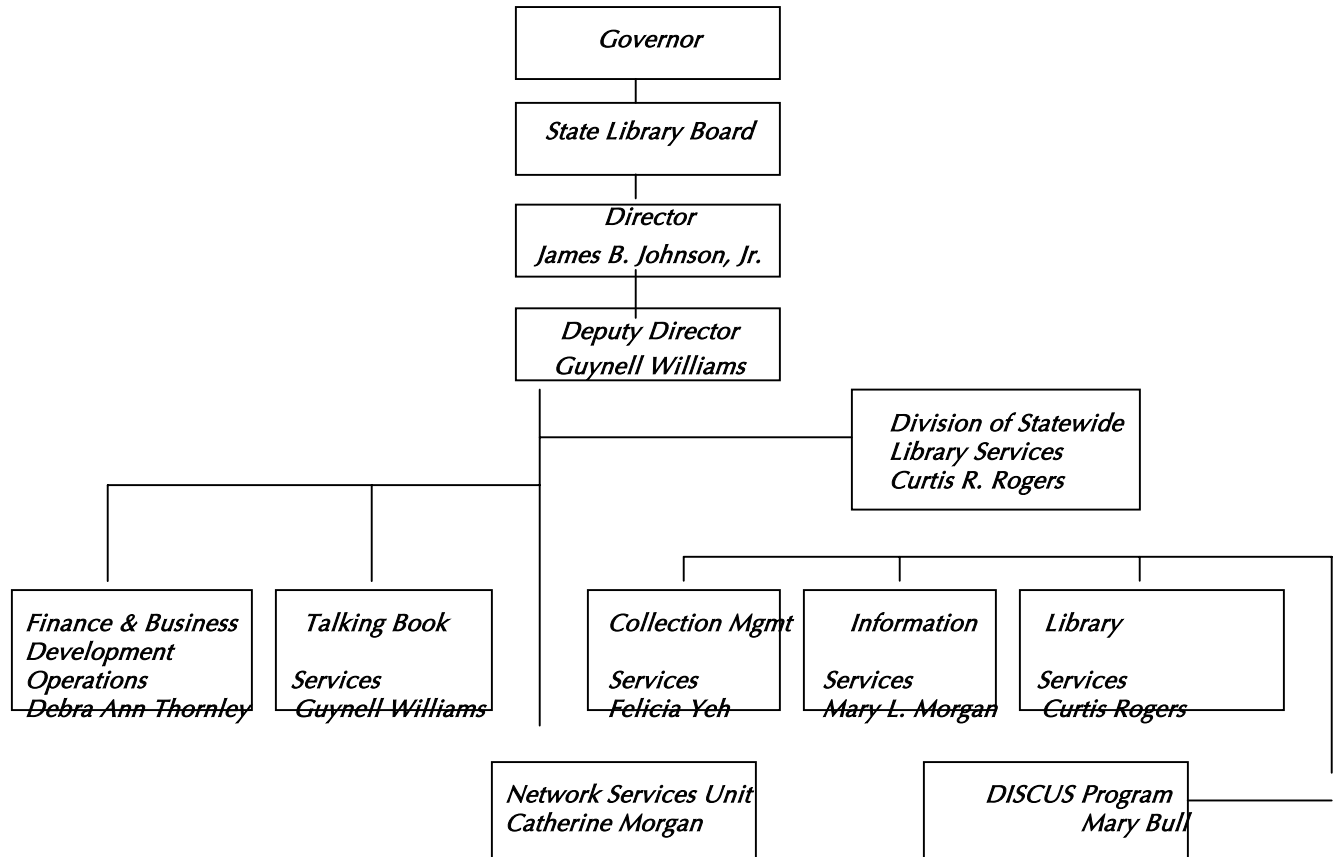 Governor
State Library Board
Director
James B. Johnson, Jr.
Deputy Director
Guynell Williams
Division of Statewide
Library Services
Curtis R. Rogers
Finance & Business
Development
Operations
Debra Ann Thornley
Talking Book
Services
Guynell Williams
Collection Mgmt
Services
Felicia Yeh
Information
Services
Mary L. Morgan
Library
Services
Curtis Rogers
Network Services Unit
Catherine Morgan
DISCUS Program
Mary Bull